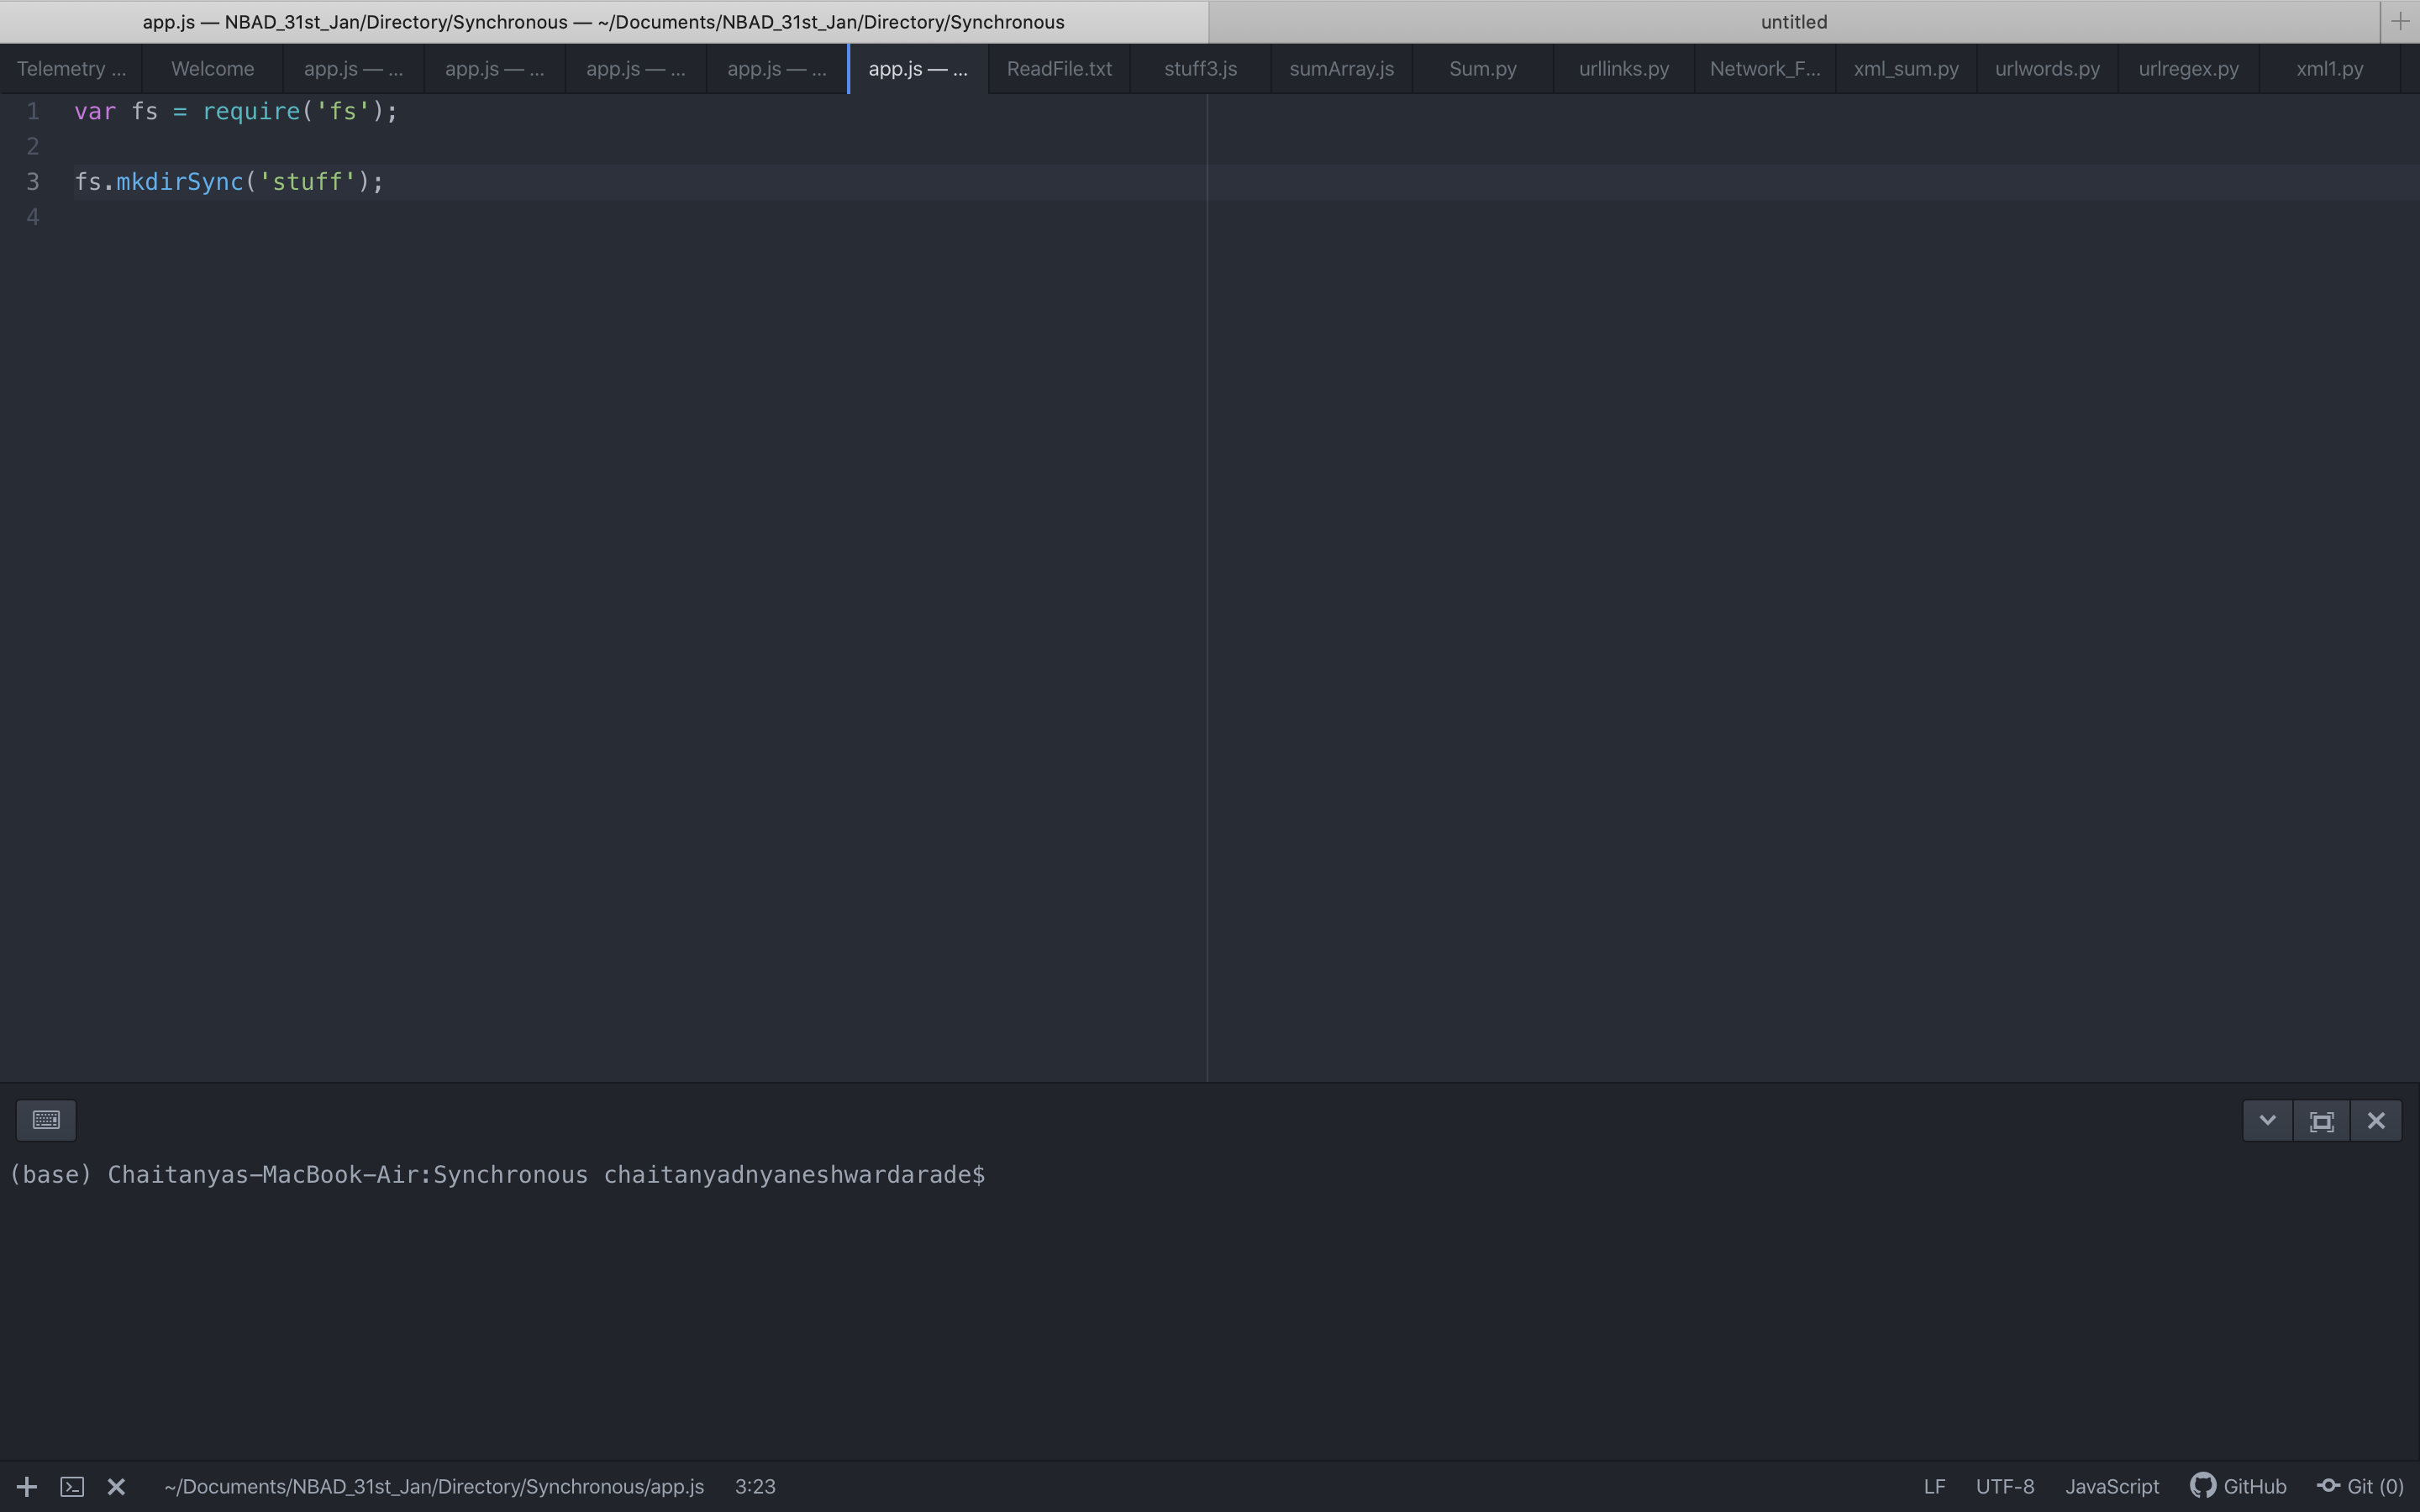 app.js — NBAD_31st_Jan/Directory/Synchronous — ~/Documents/NBAD_31st_Jan/Directory/Synchronous untitled
Telemetry ... Welcome app.js — ... app.js — ... app.js — ... app.js — ... app.js — ... ReadFile.txt stuff3.js sumArray.js Sum.py urllinks.py Network_F... xml_sum.py urlwords.py urlregex.py xml1.py
1 var fs = require('fs');
2
3 fs.mkdirSync('stuff');
4
(base) Chaitanyas-MacBook-Air:Synchronous chaitanyadnyaneshwardarade$
~/Documents/NBAD_31st_Jan/Directory/Synchronous/app.js 3:23 LF UTF-8 JavaScript GitHub Git (0)